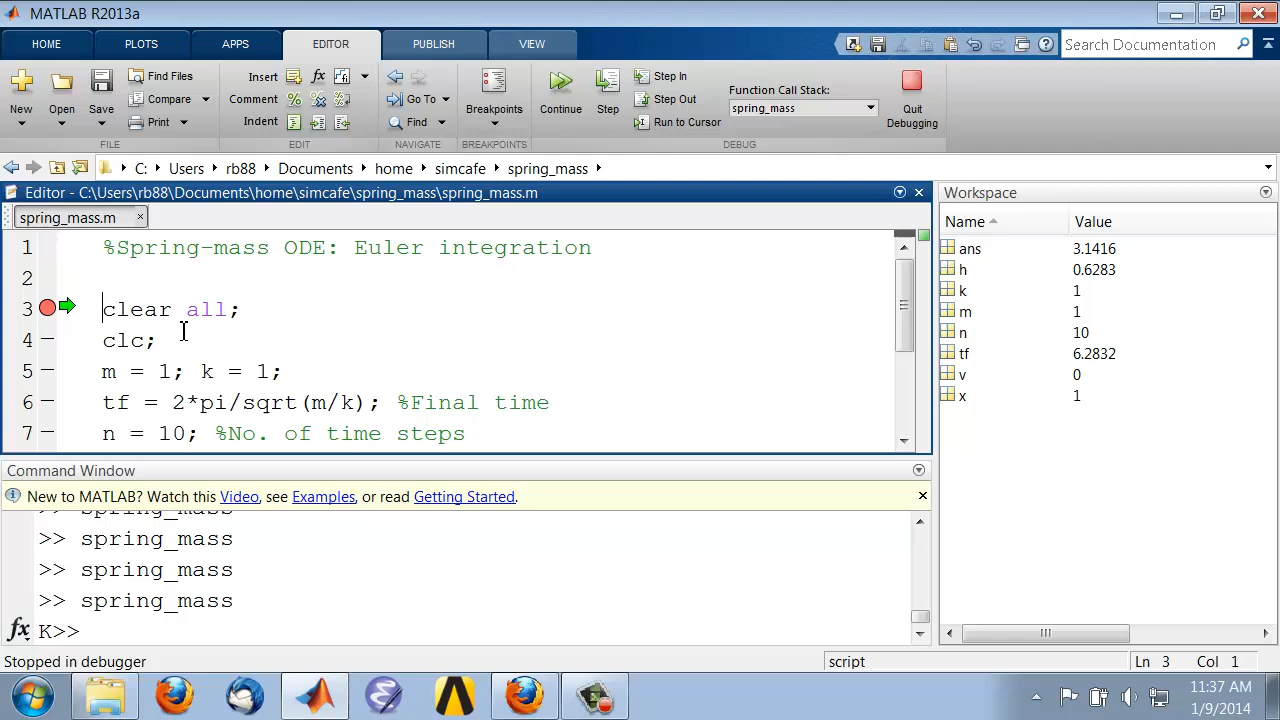 MATLAB R2013a
HOME PLOTS APPS EDITOR PUBLISH VIEW Search Documentation
New Open Save Find Files Compare Print
Insert Comment Indent
Go To Find
Breakpoints Continue Step Step In Step Out Run to Cursor
Function Call Stack:
spring_mass
Quit Debugging
FILE EDIT NAVIGATE BREAKPOINTS DEBUG
C: Users rb88 Documents home simcafe spring_mass
Editor - C:\Users\rb88\Documents\home\simcafe\spring_mass\spring_mass.m
spring_mass.m ×
1 %Spring-mass ODE: Euler integration
2
3 clear all;
4 clc;
5 m = 1; k = 1;
6 tf = 2*pi/sqrt(m/k); %Final time
7 n = 10; %No. of time steps
Workspace
Name Value
ans 3.1416
h 0.6283
k 1
m 1
n 10
tf 6.2832
v 0
x 1
Command Window
New to MATLAB? Watch this Video, see Examples, or read Getting Started.
>> spring_mass
>> spring_mass
>> spring_mass
>> spring_mass
fx K>>
Stopped in debugger script Ln 3 Col 1
11:37 AM
1/9/2014